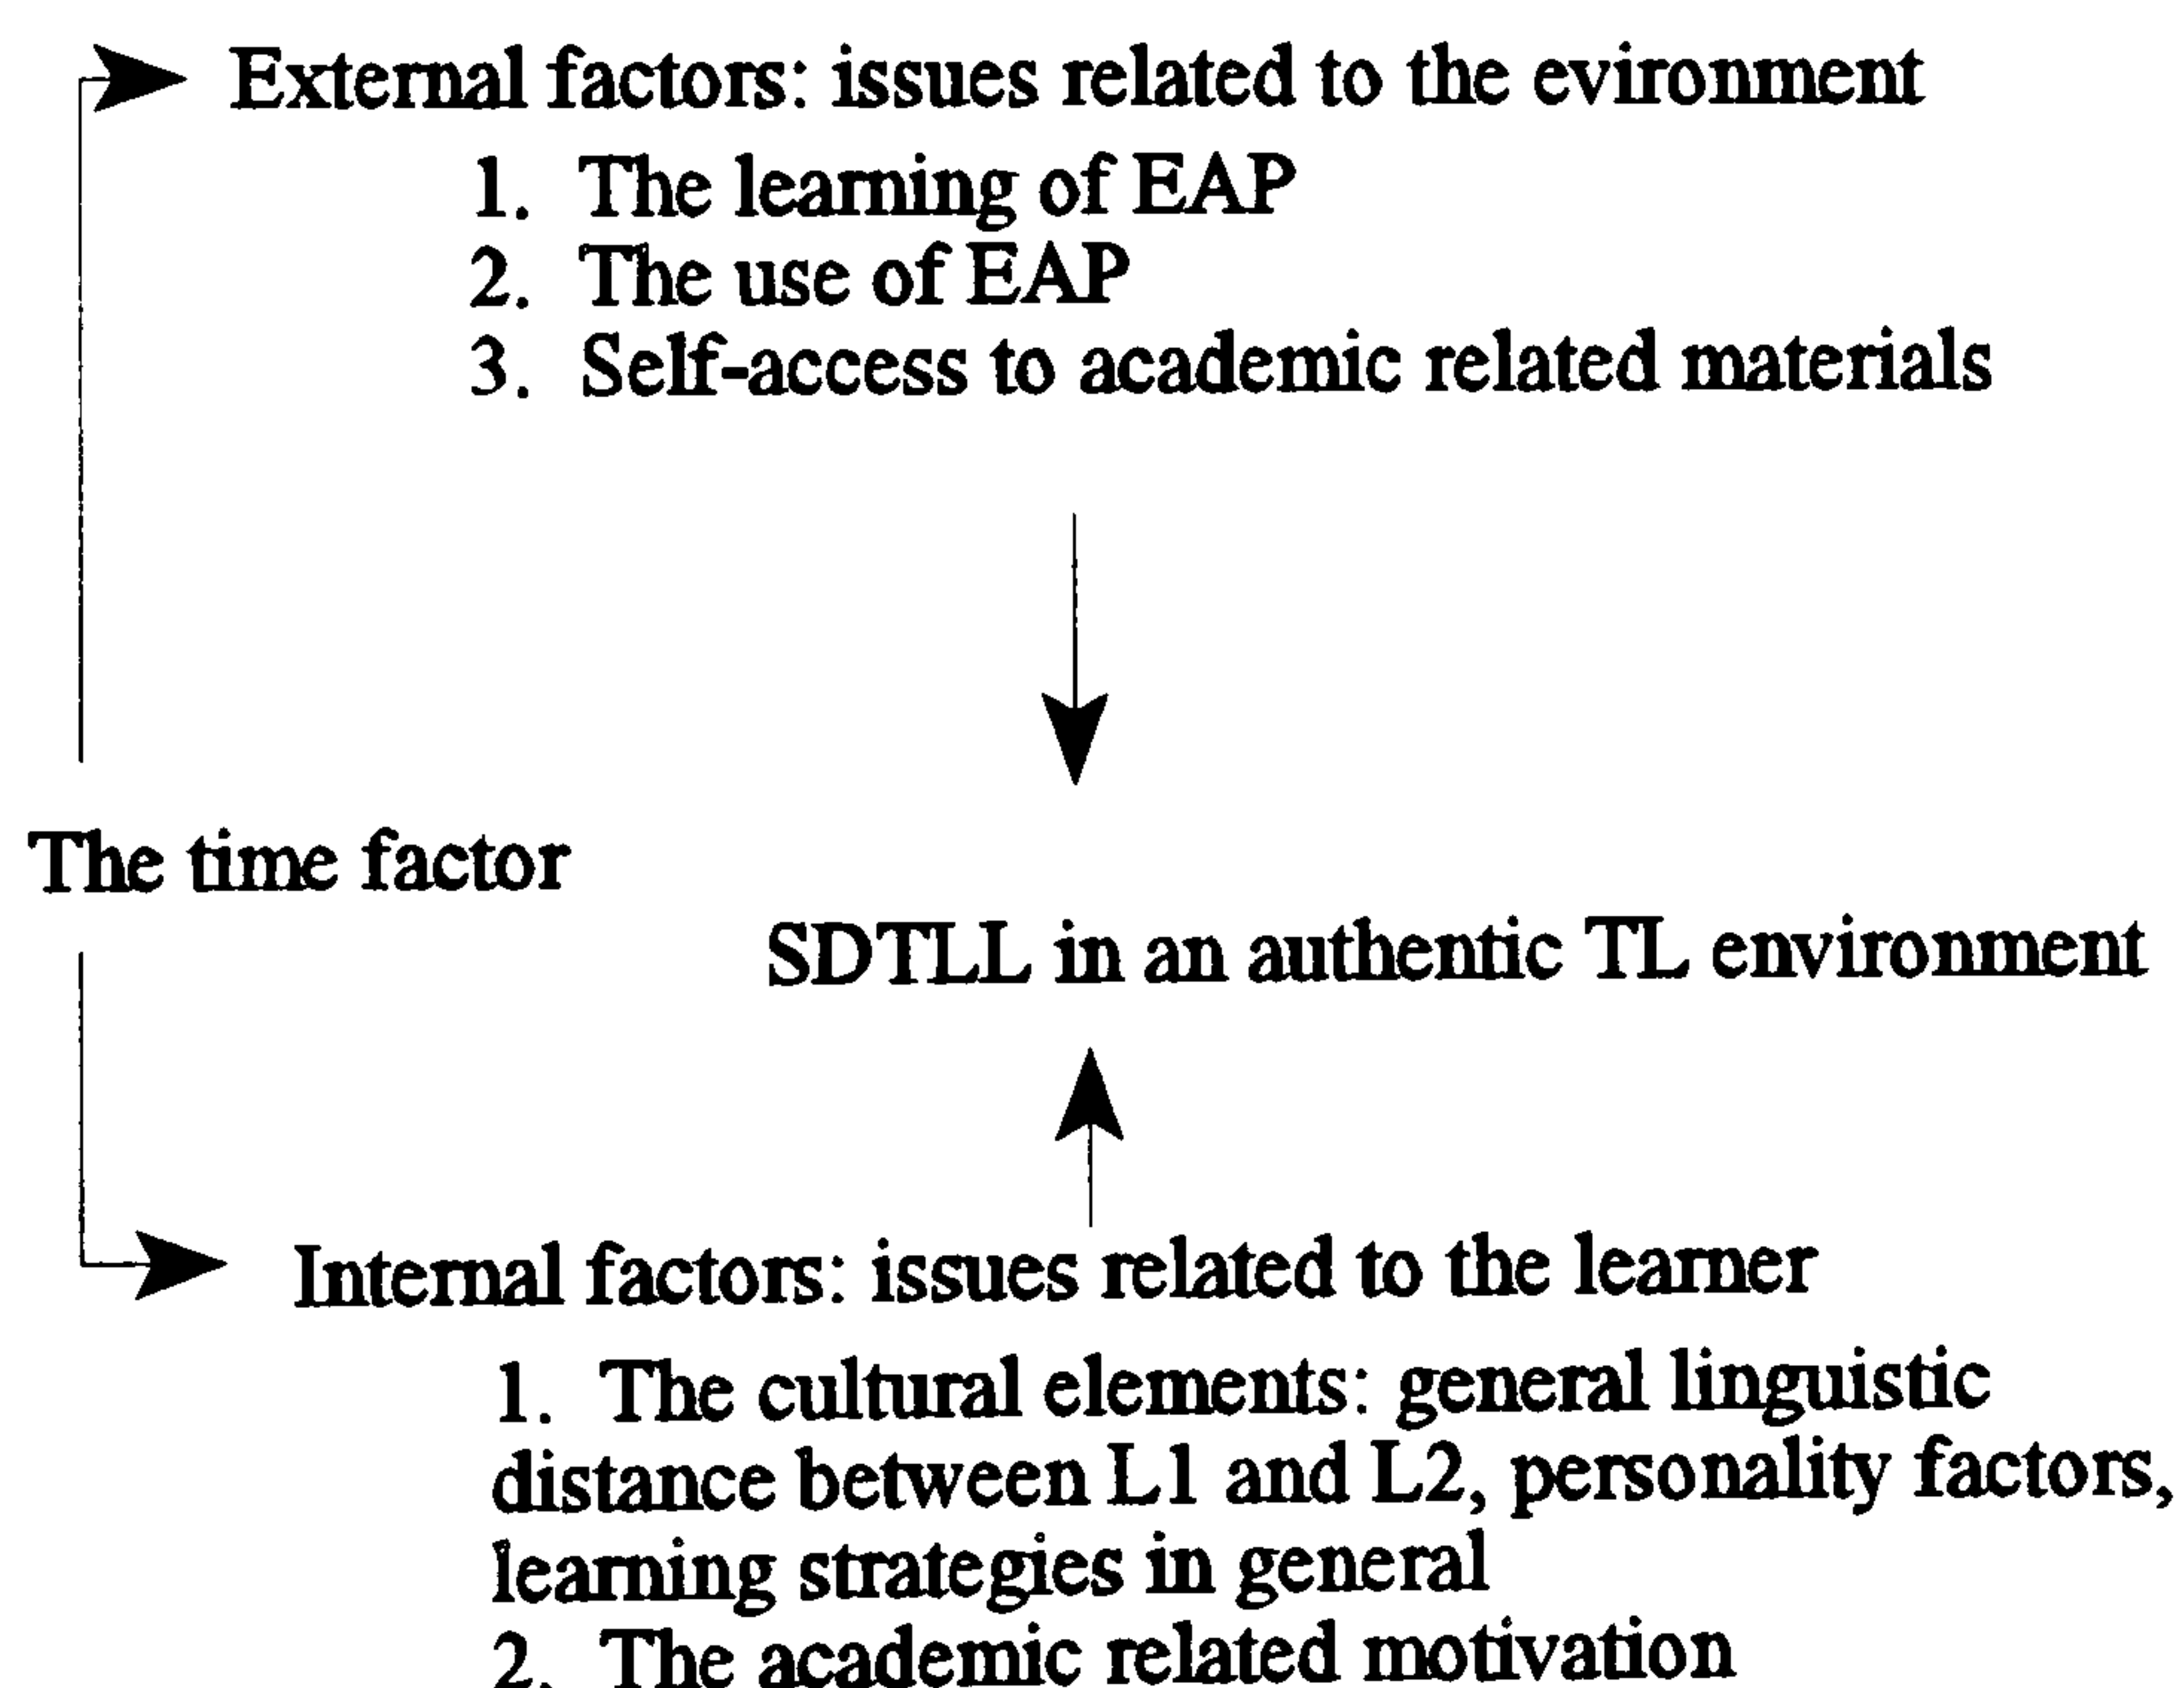 External factors: issues related to the evironment
1. The learning of EAP
2. The use of EAP
3. Self-access to academic related materials
The time factor
SDTLL in an authentic TL environment
Internal factors: issues related to the learner
1. The cultural elements: general linguistic
distance between L1 and L2, personality factors,
learning strategies in general
2. The academic related motivation